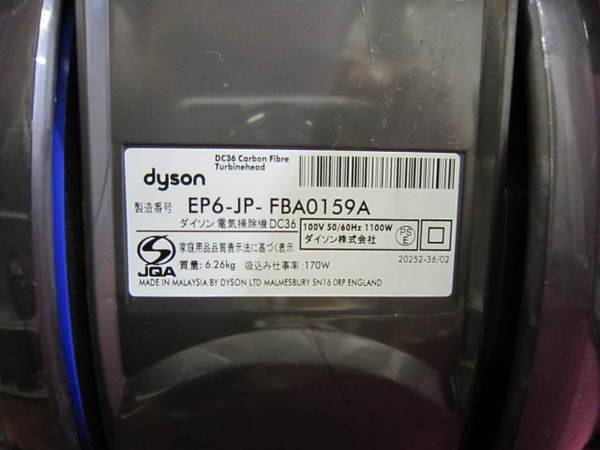 DC36 Carbon Fibre
Turbinehead
dyson
製造番号 EP6-JP- FBA0159A
ダイソン 電気掃除機 DC36
100V 50/60Hz 1100W
ダイソン株式会社
PS
E
JQA
家庭用品品質表示法に基づく表示
質量: 6.26kg 吸込み仕事率: 170W
20252-36/02
MADE IN MALAYSIA BY DYSON LTD MALMESBURY SN16 0RP ENGLAND